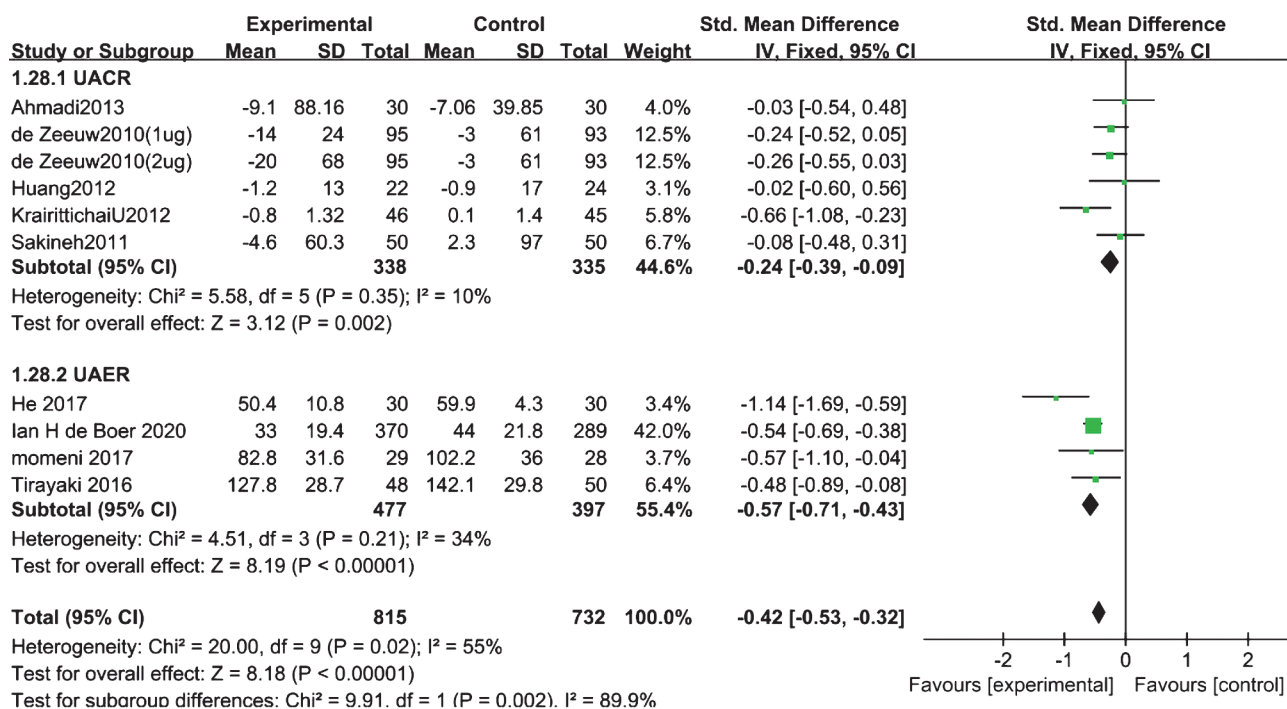 Experimental Control Std. Mean Difference Std. Mean Difference
Study or Subgroup Mean SD Total Mean SD Total Weight IV, Fixed, 95% CI IV, Fixed, 95% CI
1.28.1 UACR
Ahmadi2013 -9.1 88.16 30 -7.06 39.85 30 4.0% -0.03 [-0.54, 0.48]
de Zeeuw2010(1ug) -14 24 95 -3 61 93 12.5% -0.24 [-0.52, 0.05]
de Zeeuw2010(2ug) -20 68 95 -3 61 93 12.5% -0.26 [-0.55, 0.03]
Huang2012 -1.2 13 22 -0.9 17 24 3.1% -0.02 [-0.60, 0.56]
KrairittichaiU2012 -0.8 1.32 46 0.1 1.4 45 5.8% -0.66 [-1.08, -0.23]
Sakineh2011 -4.6 60.3 50 2.3 97 50 6.7% -0.08 [-0.48, 0.31]
Subtotal (95% CI) 338 335 44.6% -0.24 [-0.39, -0.09]
Heterogeneity: Chi² = 5.58, df = 5 (P = 0.35); I² = 10%
Test for overall effect: Z = 3.12 (P = 0.002)
1.28.2 UAER
He 2017 50.4 10.8 30 59.9 4.3 30 3.4% -1.14 [-1.69, -0.59]
Ian H de Boer 2020 33 19.4 370 44 21.8 289 42.0% -0.54 [-0.69, -0.38]
momeni 2017 82.8 31.6 29 102.2 36 28 3.7% -0.57 [-1.10, -0.04]
Tirayaki 2016 127.8 28.7 48 142.1 29.8 50 6.4% -0.48 [-0.89, -0.08]
Subtotal (95% CI) 477 397 55.4% -0.57 [-0.71, -0.43]
Heterogeneity: Chi² = 4.51, df = 3 (P = 0.21); I² = 34%
Test for overall effect: Z = 8.19 (P < 0.00001)
Total (95% CI) 815 732 100.0% -0.42 [-0.53, -0.32]
Heterogeneity: Chi² = 20.00, df = 9 (P = 0.02); I² = 55%
Test for overall effect: Z = 8.18 (P < 0.00001)
Test for subgroup differences: Chi² = 9.91, df = 1 (P = 0.002), I² = 89.9%
-2 -1 0 1 2
Favours [experimental] Favours [control]